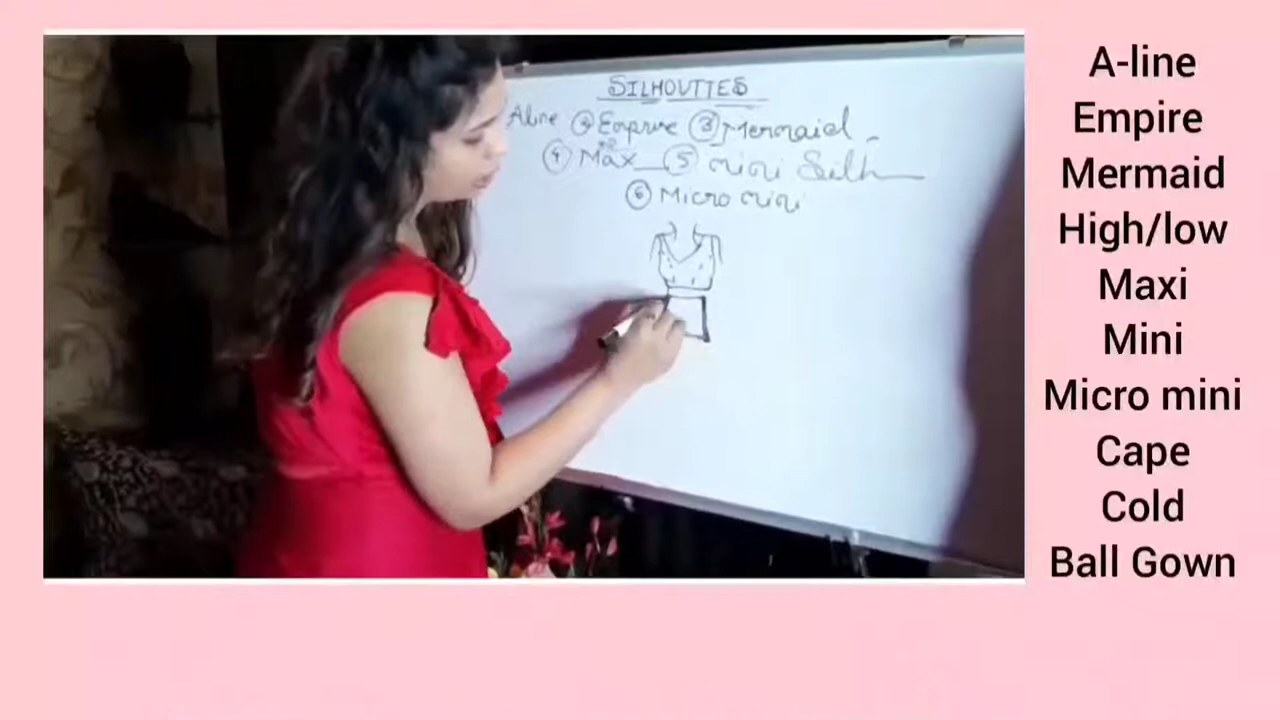 SILHOUTTES
Aline ② Empire ③ Mermaid
④ Max ⑤ mini Silh
⑥ Micro mini
A-line
Empire
Mermaid
High/low
Maxi
Mini
Micro mini
Cape
Cold
Ball Gown